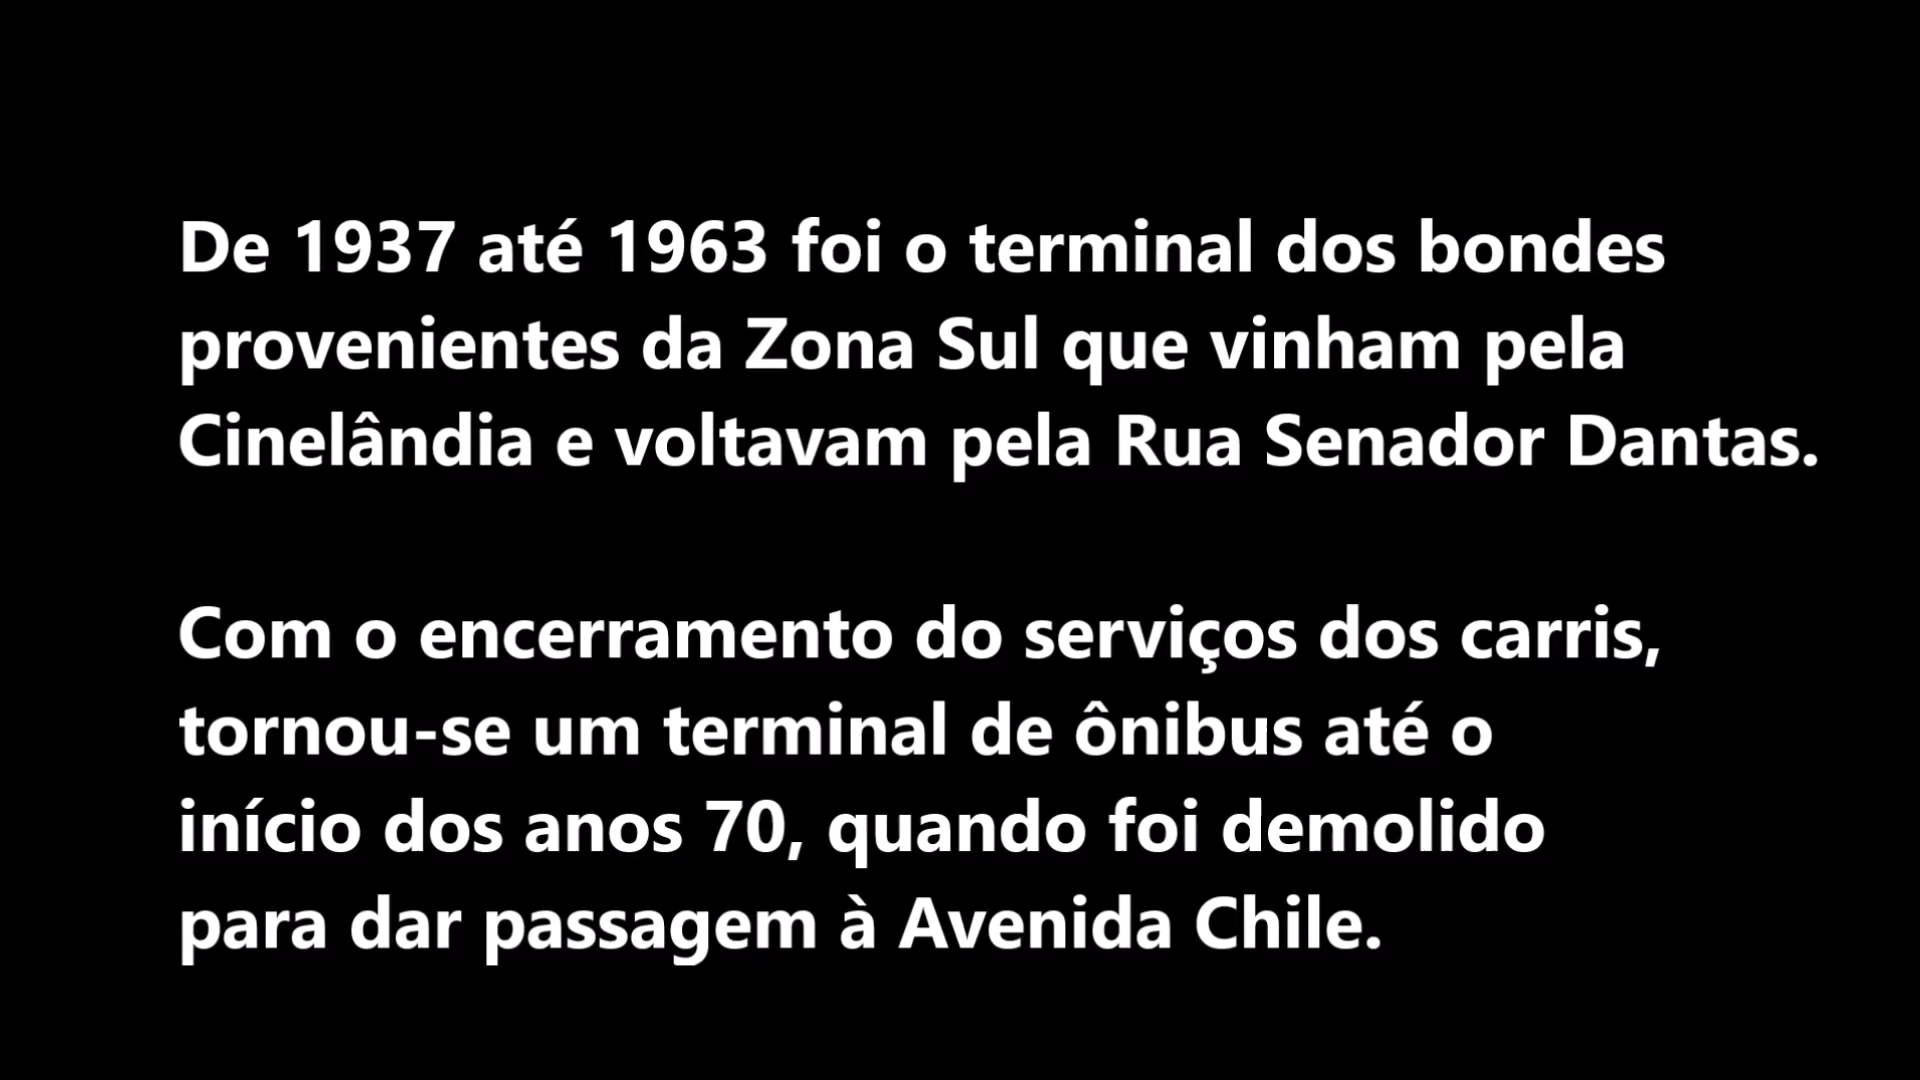 De 1937 até 1963 foi o terminal dos bondes
provenientes da Zona Sul que vinham pela
Cinelândia e voltavam pela Rua Senador Dantas.
Com o encerramento do serviços dos carris,
tornou-se um terminal de ônibus até o
início dos anos 70, quando foi demolido
para dar passagem à Avenida Chile.